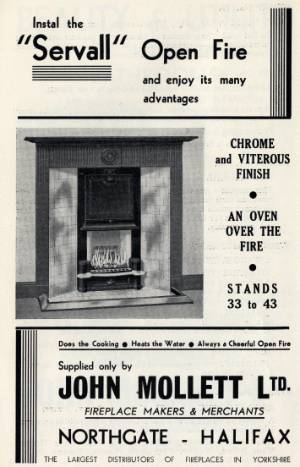 Instal the
"Servall" Open Fire
and enjoy its many
advantages
CHROME
and VITEROUS
FINISH
AN OVEN
OVER THE
FIRE
STANDS
33 to 43
Does the Cooking ● Heats the Water ● Always a Cheerful Open Fire
Supplied only by
JOHN MOLLETT LTD.
FIREPLACE MAKERS & MERCHANTS
NORTHGATE - HALIFAX
THE LARGEST DISTRIBUTORS OF FIREPLACES IN YORKSHIRE